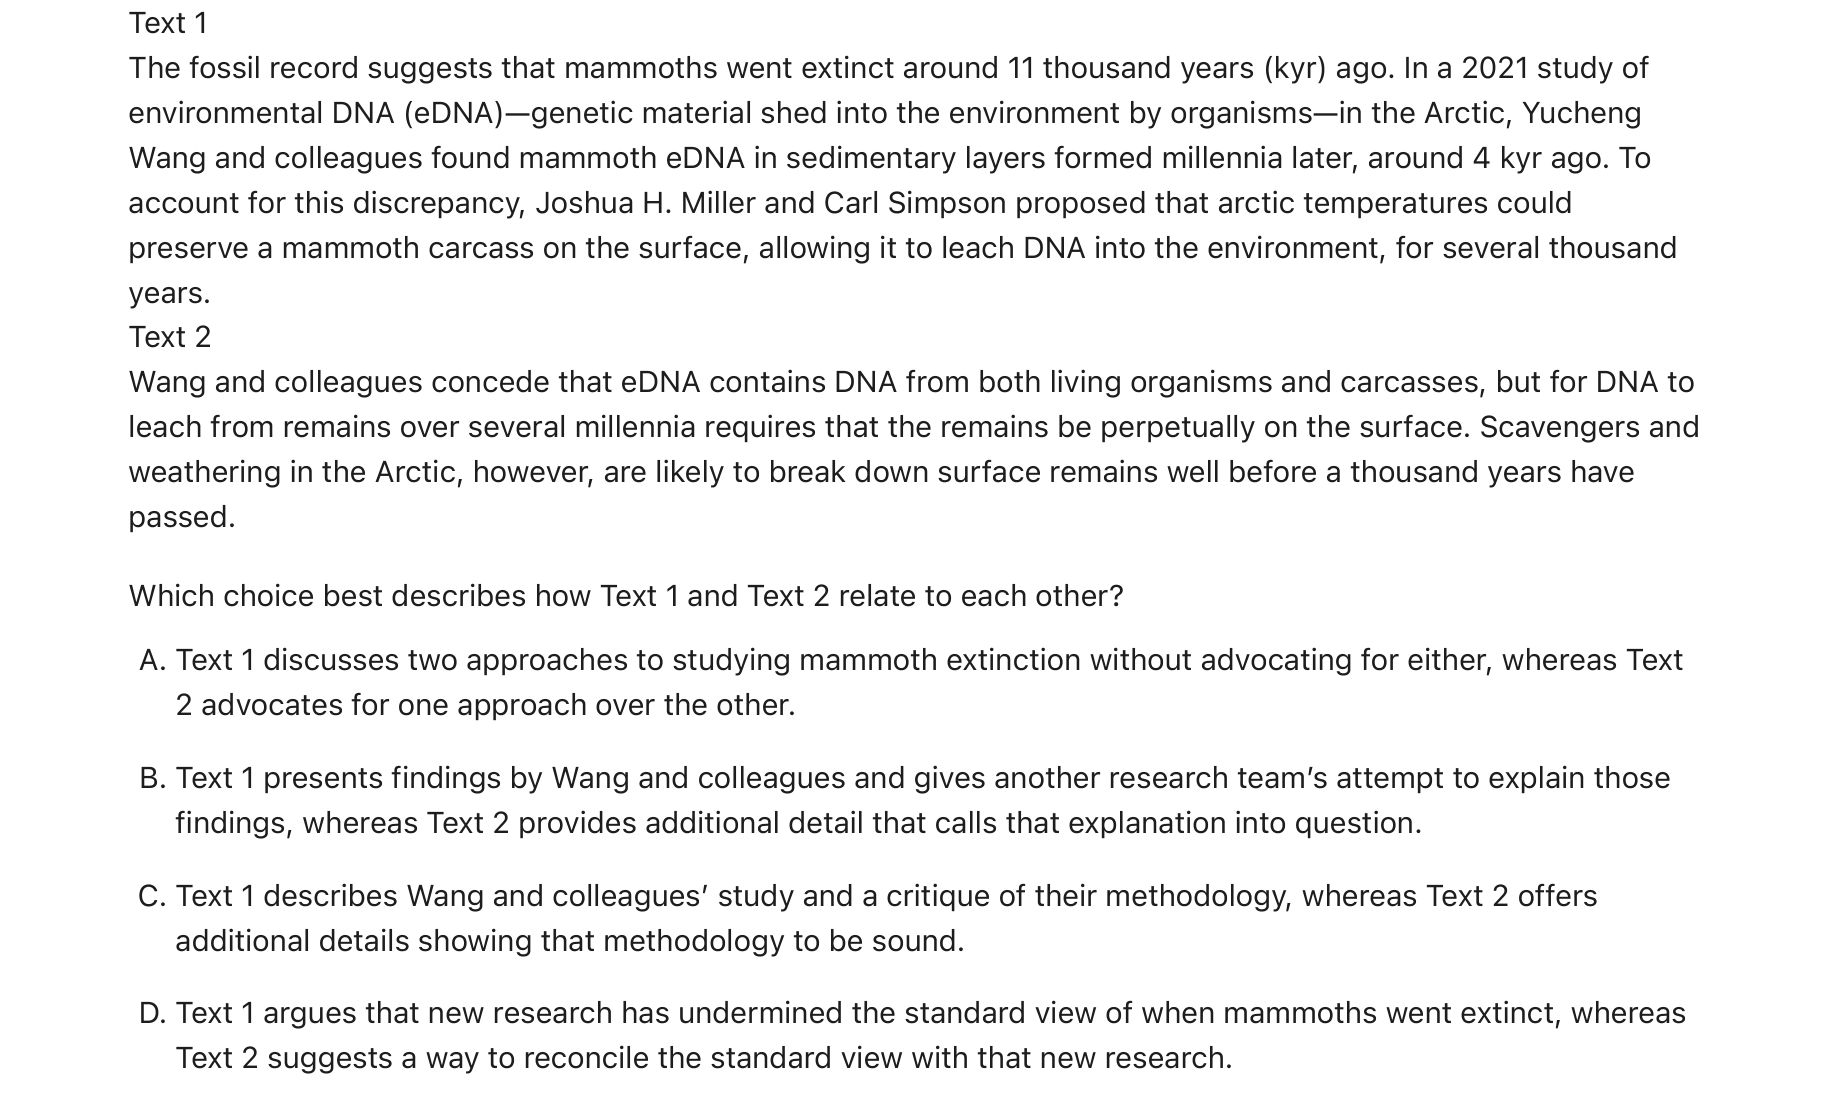 Text 1
The fossil record suggests that mammoths went extinct around 11 thousand years (kyr) ago. In a 2021 study of
environmental DNA (eDNA)—genetic material shed into the environment by organisms—in the Arctic, Yucheng
Wang and colleagues found mammoth eDNA in sedimentary layers formed millennia later, around 4 kyr ago. To
account for this discrepancy, Joshua H. Miller and Carl Simpson proposed that arctic temperatures could
preserve a mammoth carcass on the surface, allowing it to leach DNA into the environment, for several thousand
years.
Text 2
Wang and colleagues concede that eDNA contains DNA from both living organisms and carcasses, but for DNA to
leach from remains over several millennia requires that the remains be perpetually on the surface. Scavengers and
weathering in the Arctic, however, are likely to break down surface remains well before a thousand years have
passed.
Which choice best describes how Text 1 and Text 2 relate to each other?
A. Text 1 discusses two approaches to studying mammoth extinction without advocating for either, whereas Text
2 advocates for one approach over the other.
B. Text 1 presents findings by Wang and colleagues and gives another research team’s attempt to explain those
findings, whereas Text 2 provides additional detail that calls that explanation into question.
C. Text 1 describes Wang and colleagues’ study and a critique of their methodology, whereas Text 2 offers
additional details showing that methodology to be sound.
D. Text 1 argues that new research has undermined the standard view of when mammoths went extinct, whereas
Text 2 suggests a way to reconcile the standard view with that new research.